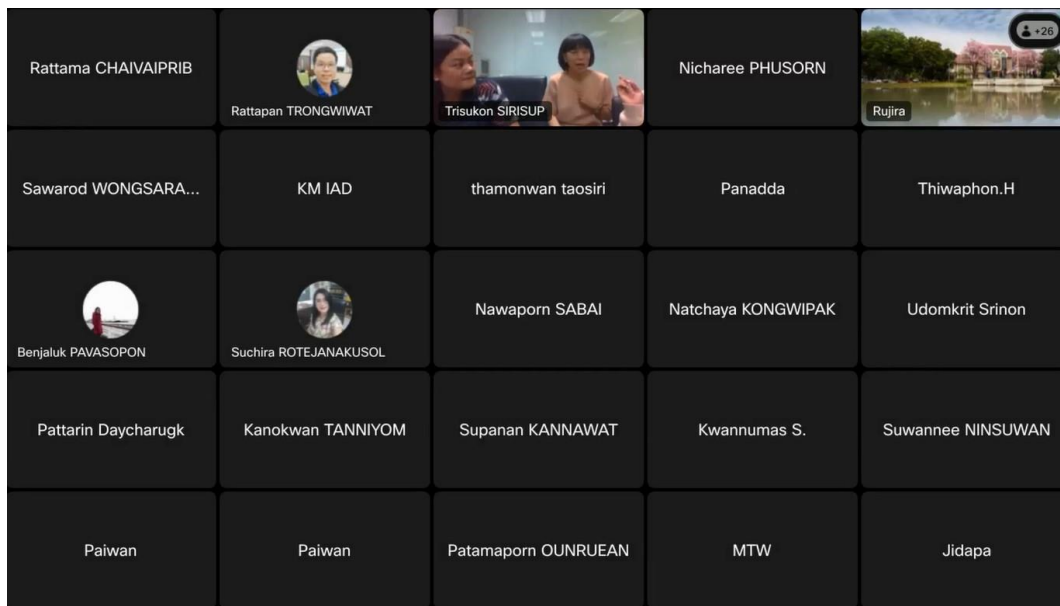 Rattama CHAIVAIPRIB
Rattapan TRONGWIWAT
Trisukon SIRISUP
Nicharee PHUSORN
+26
Rujira
Sawarod WONGSARA...
KM IAD
thamonwan taosiri
Panadda
Thiwaphon.H
Benjaluk PAVASOPON
Suchira ROTEJANAKUSOL
Nawaporn SABAI
Natchaya KONGWIPAK
Udomkrit Srinon
Pattarin Daycharugk
Kanokwan TANNIYOM
Supanan KANNAWAT
Kwannumas S.
Suwannee NINSUWAN
Paiwan
Paiwan
Patamaporn OUNRUEAN
MTW
Jidapa